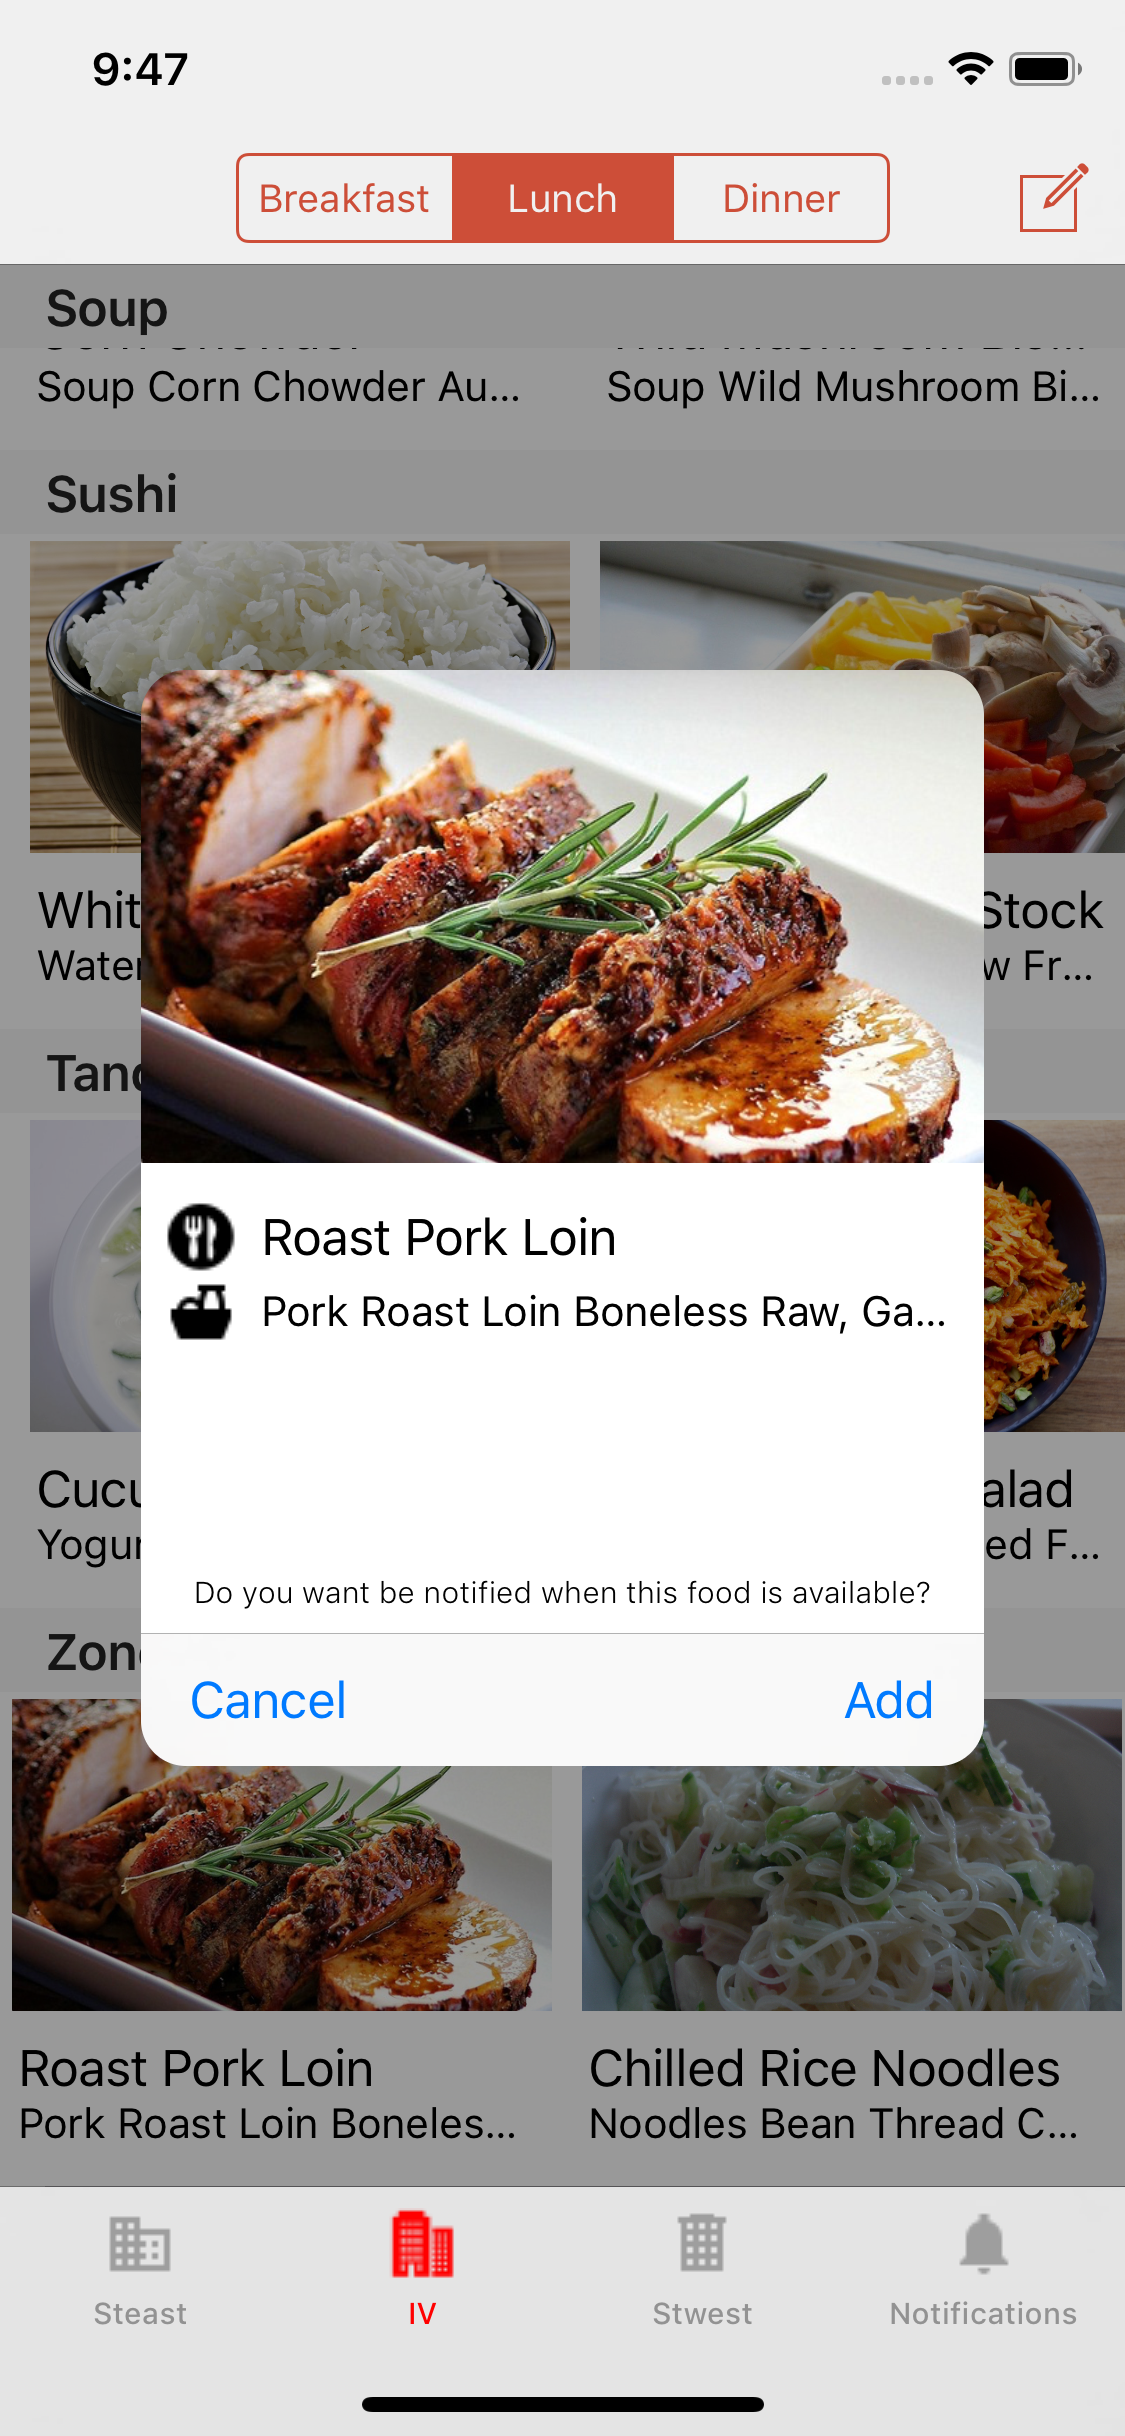 9:47
Breakfast Lunch Dinner
Soup
Soup Corn Chowder Au... Soup Wild Mushroom Bi...
Sushi
Whit Stock
Water w Fr...
Roast Pork Loin
Pork Roast Loin Boneless Raw, Ga...
Cucu alad
Yogur ed F...
Do you want be notified when this food is available?
Cancel Add
Roast Pork Loin Chilled Rice Noodles
Pork Roast Loin Boneles... Noodles Bean Thread C...
Steast IV Stwest Notifications